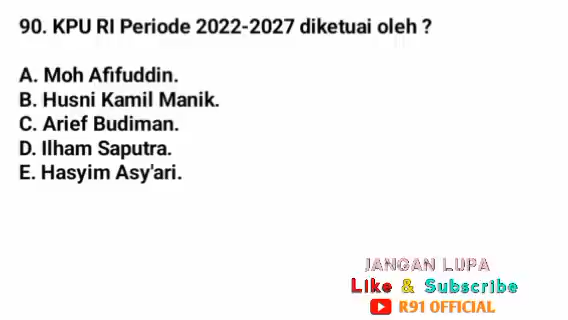 90. KPU RI Periode 2022-2027 diketuai oleh ?
A. Moh Afifuddin.
B. Husni Kamil Manik.
C. Arief Budiman.
D. Ilham Saputra.
E. Hasyim Asy'ari.
JANGAN LUPA
Like & Subscribe
R91 OFFICIAL